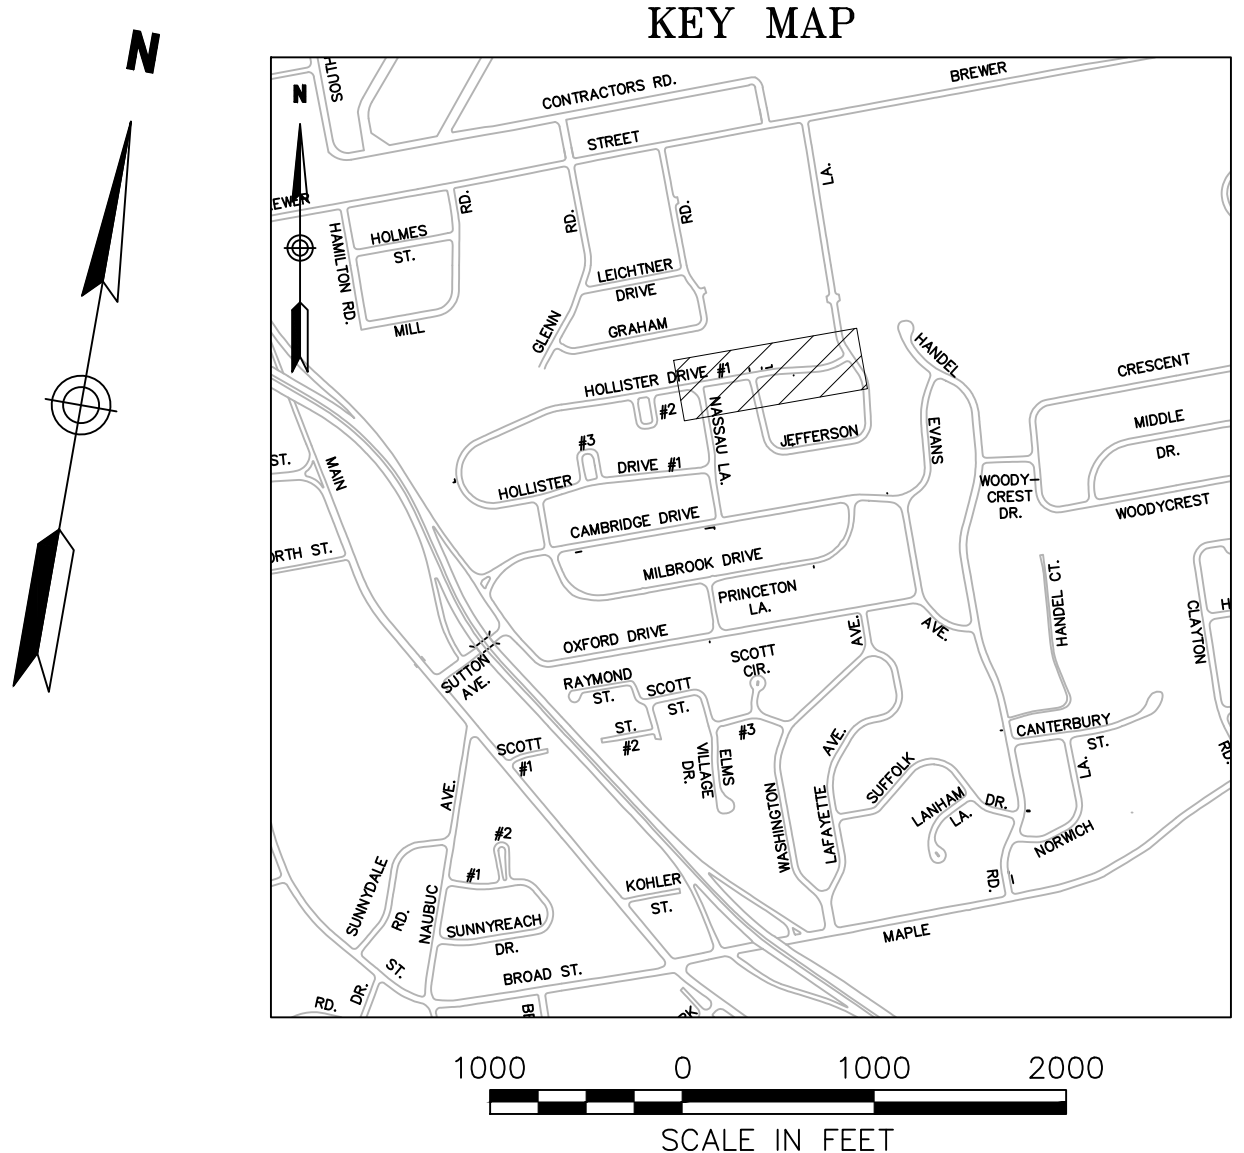 KEY MAP
N
N
SOUTH
CONTRACTORS RD.
BREWER
STREET
LA.
RD.
RD.
RD.
HAMILTON RD.
HOLMES
ST.
LEICHTNER
DRIVE
MILL
GLENN
GRAHAM
HANDEL
CRESCENT
HOLLISTER DRIVE #1
#2
NASSAU LA.
JEFFERSON
EVANS
MIDDLE
DR.
#3
ST.
MAIN
DRIVE #1
HOLLISTER
WOODY-
CREST
DR.
WOODYCREST
CAMBRIDGE DRIVE
ORTH ST.
MILBROOK DRIVE
PRINCETON
LA.
HANDEL CT.
CLAYTON
H
OXFORD DRIVE
AVE.
AVE.
SUTTON
AVE.
RAYMOND
ST.
SCOTT
ST.
SCOTT
CIR.
ST.
#2
#3
CANTERBURY
ST.
RD.
SCOTT
#1
VILLAGE
DR.
ELMS
AVE.
LA.
AVE.
WASHINGTON
LAFAYETTE
SUFFOLK
LANHAM
LA.
DR.
NORWICH
#2
SUNNYDALE
RD.
NAUBUC
#1
KOHLER
ST.
RD.
SUNNYREACH
DR.
MAPLE
ST.
BROAD ST.
RD.
DR.
1000 0 1000 2000
SCALE IN FEET